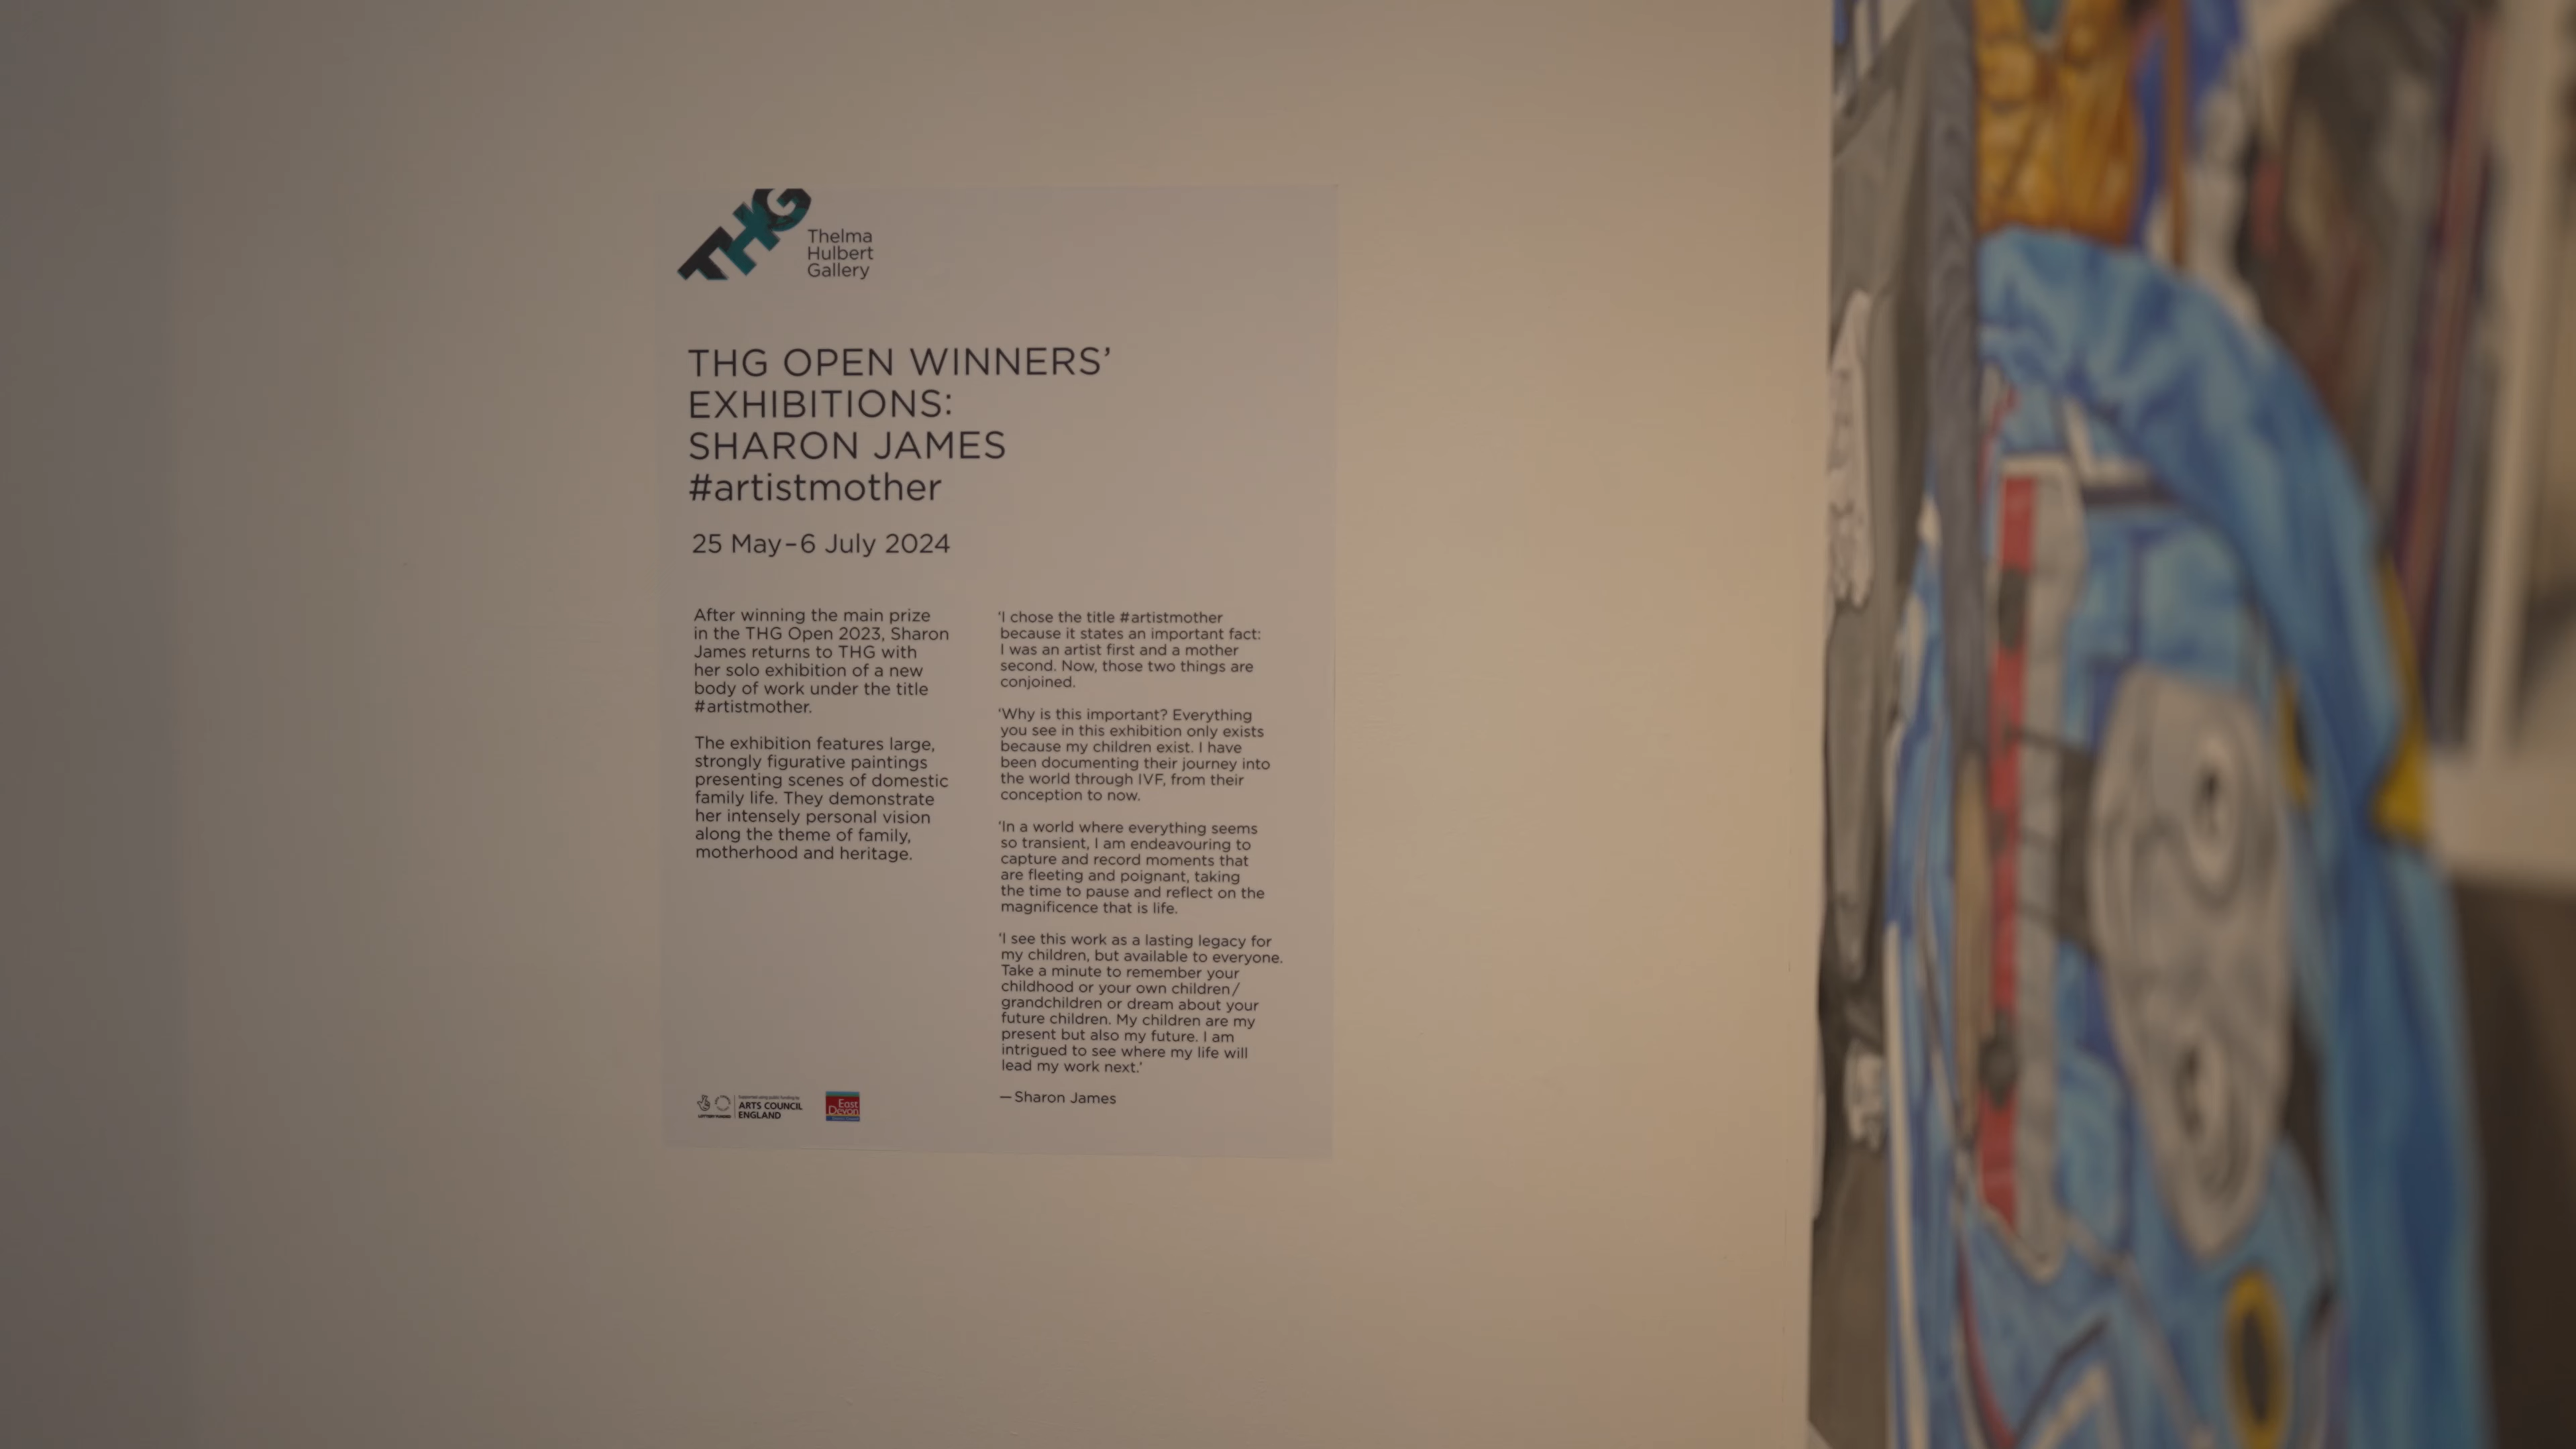 THG
Thelma
Hulbert
Gallery
THG OPEN WINNERS’
EXHIBITIONS:
SHARON JAMES
#artistmother
25 May–6 July 2024
After winning the main prize
in the THG Open 2023, Sharon
James returns to THG with
her solo exhibition of a new
body of work under the title
#artistmother.
The exhibition features large,
strongly figurative paintings
presenting scenes of domestic
family life. They demonstrate
her intensely personal vision
along the theme of family,
motherhood and heritage.
‘I chose the title #artistmother
because it states an important fact:
I was an artist first and a mother
second. Now, those two things are
conjoined.
‘Why is this important? Everything
you see in this exhibition only exists
because my children exist. I have
been documenting their journey into
the world through IVF, from their
conception to now.
‘In a world where everything seems
so transient, I am endeavouring to
capture and record moments that
are fleeting and poignant, taking
the time to pause and reflect on the
magnificence that is life.
‘I see this work as a lasting legacy for
my children, but available to everyone.
Take a minute to remember your
childhood or your own children/
grandchildren or dream about your
future children. My children are my
present but also my future. I am
intrigued to see where my life will
lead my work next.’
—Sharon James
ARTS COUNCIL
ENGLAND
East
Devon